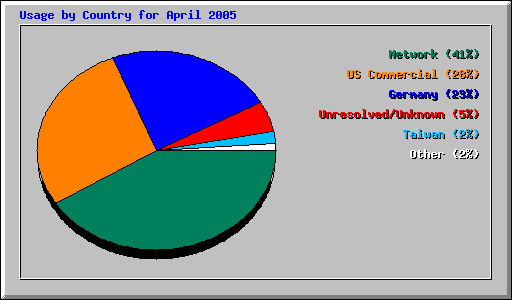 Usage by Country for April 2005
Network (41%)
US Commercial (28%)
Germany (23%)
Unresolved/Unknown (5%)
Taiwan (2%)
Other (2%)